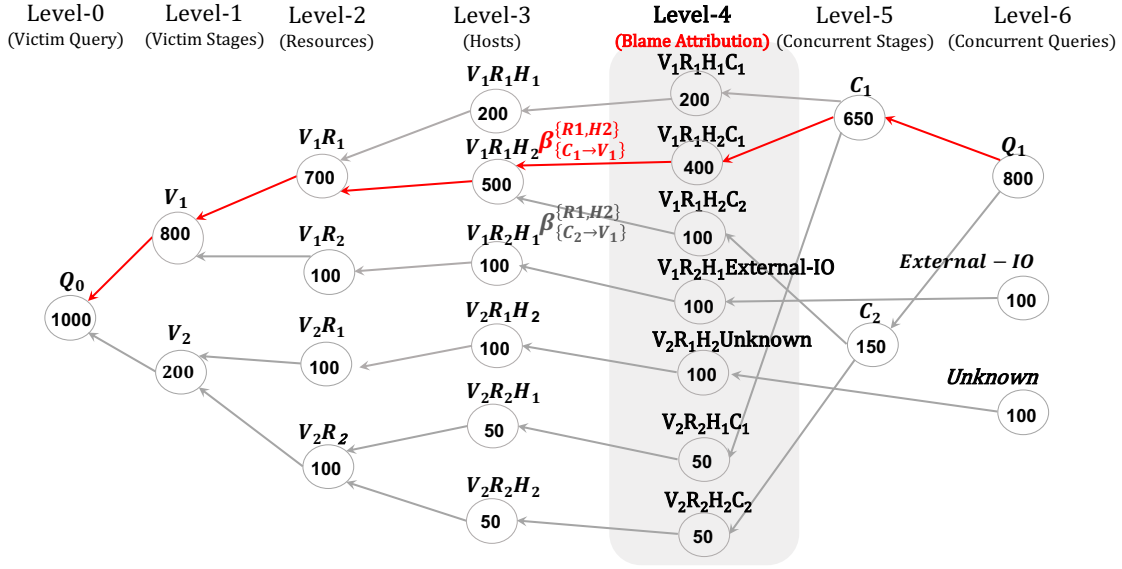 Level-0 Level-1 Level-2 Level-3 Level-4 Level-5 Level-6
(Victim Query) (Victim Stages) (Resources) (Hosts) (Blame Attribution) (Concurrent Stages) (Concurrent Queries)
V₁R₁H₁ V₁R₁H₁C₁
200 200
C₁
650
V₁R₁
700
β{R1,H2}{C₁→V₁}
V₁R₁H₂ V₁R₁H₂C₁
500 400
Q₁
800
V₁
800
V₁R₁H₂C₂
100
β{R1,H2}{C₂→V₁}
V₁R₂ V₁R₂H₁
100 100
V₁R₂H₁External-IO
100
External – IO
100
Q₀
1000
V₂
200
V₂R₁ V₂R₁H₂
100 100
V₂R₁H₂Unknown
100
C₂
150
Unknown
100
V₂R₂H₁
50
V₂R₂H₁C₁
50
V₂R₂
100
V₂R₂H₂
50
V₂R₂H₂C₂
50